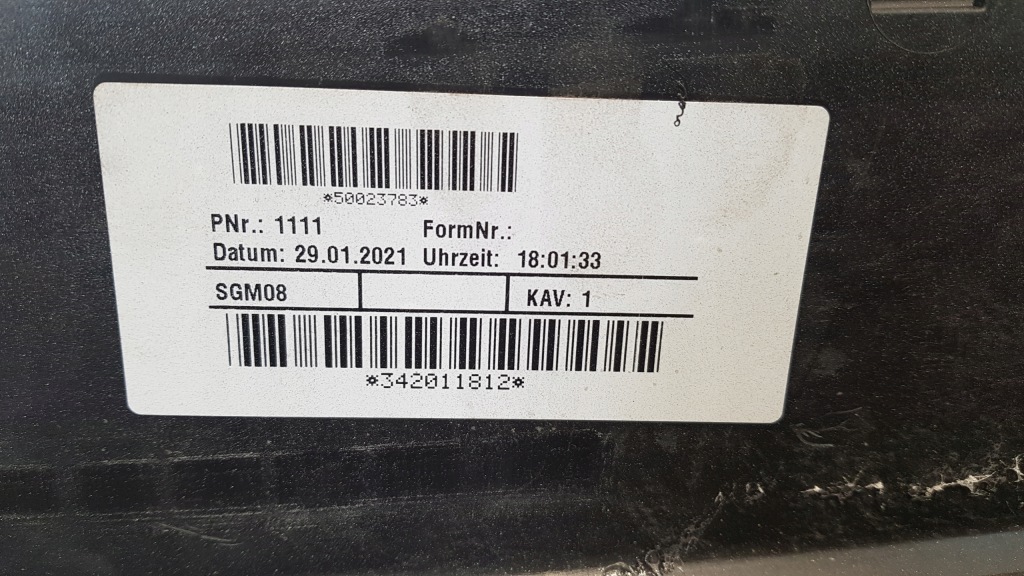 *50023783*
PNr.: 1111 FormNr.:
Datum: 29.01.2021 Uhrzeit: 18:01:33
SGM08 KAV: 1
*342011812*